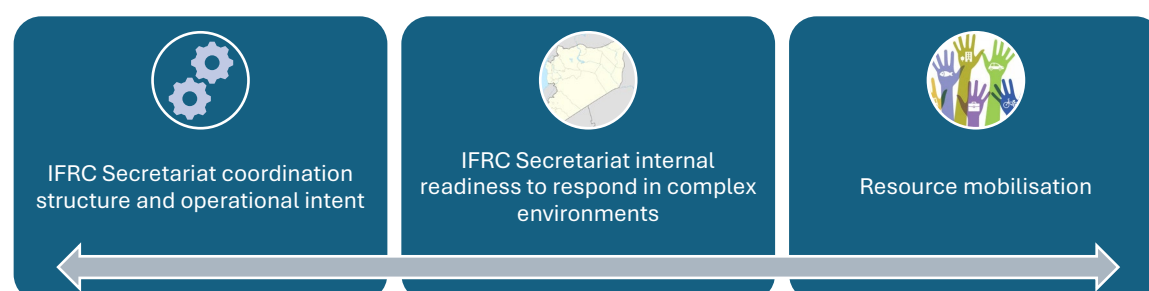 IFRC Secretariat coordination
structure and operational intent
IFRC Secretariat internal
readiness to respond in complex
environments
Resource mobilisation